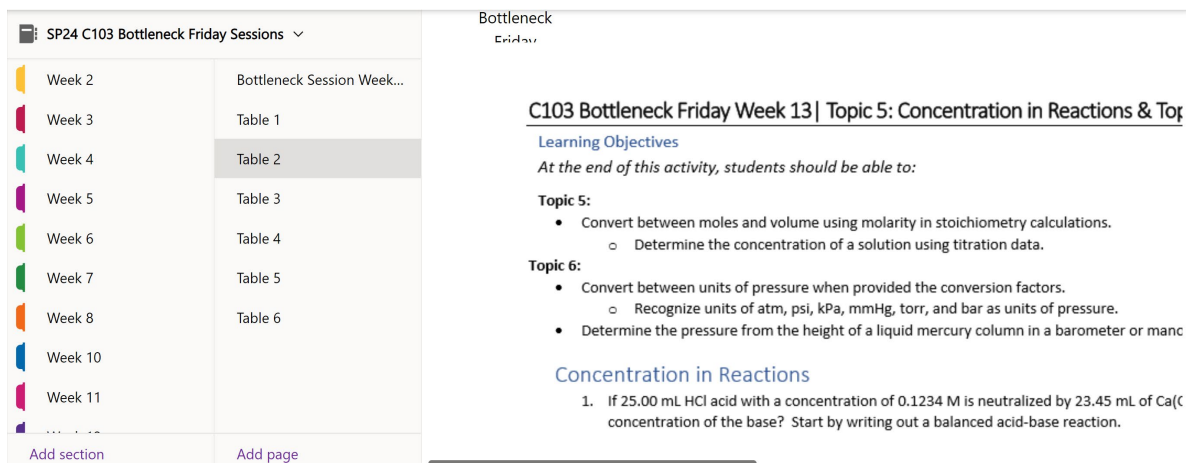 SP24 C103 Bottleneck Friday Sessions
Week 2
Week 3
Week 4
Week 5
Week 6
Week 7
Week 8
Week 10
Week 11
Add section
Bottleneck Session Week...
Table 1
Table 2
Table 3
Table 4
Table 5
Table 6
Add page
Bottleneck
Friday
C103 Bottleneck Friday Week 13| Topic 5: Concentration in Reactions & Top
Learning Objectives
At the end of this activity, students should be able to:
Topic 5:
• Convert between moles and volume using molarity in stoichiometry calculations.
o Determine the concentration of a solution using titration data.
Topic 6:
• Convert between units of pressure when provided the conversion factors.
o Recognize units of atm, psi, kPa, mmHg, torr, and bar as units of pressure.
• Determine the pressure from the height of a liquid mercury column in a barometer or mano
Concentration in Reactions
1. If 25.00 mL HCl acid with a concentration of 0.1234 M is neutralized by 23.45 mL of Ca(O
concentration of the base? Start by writing out a balanced acid-base reaction.